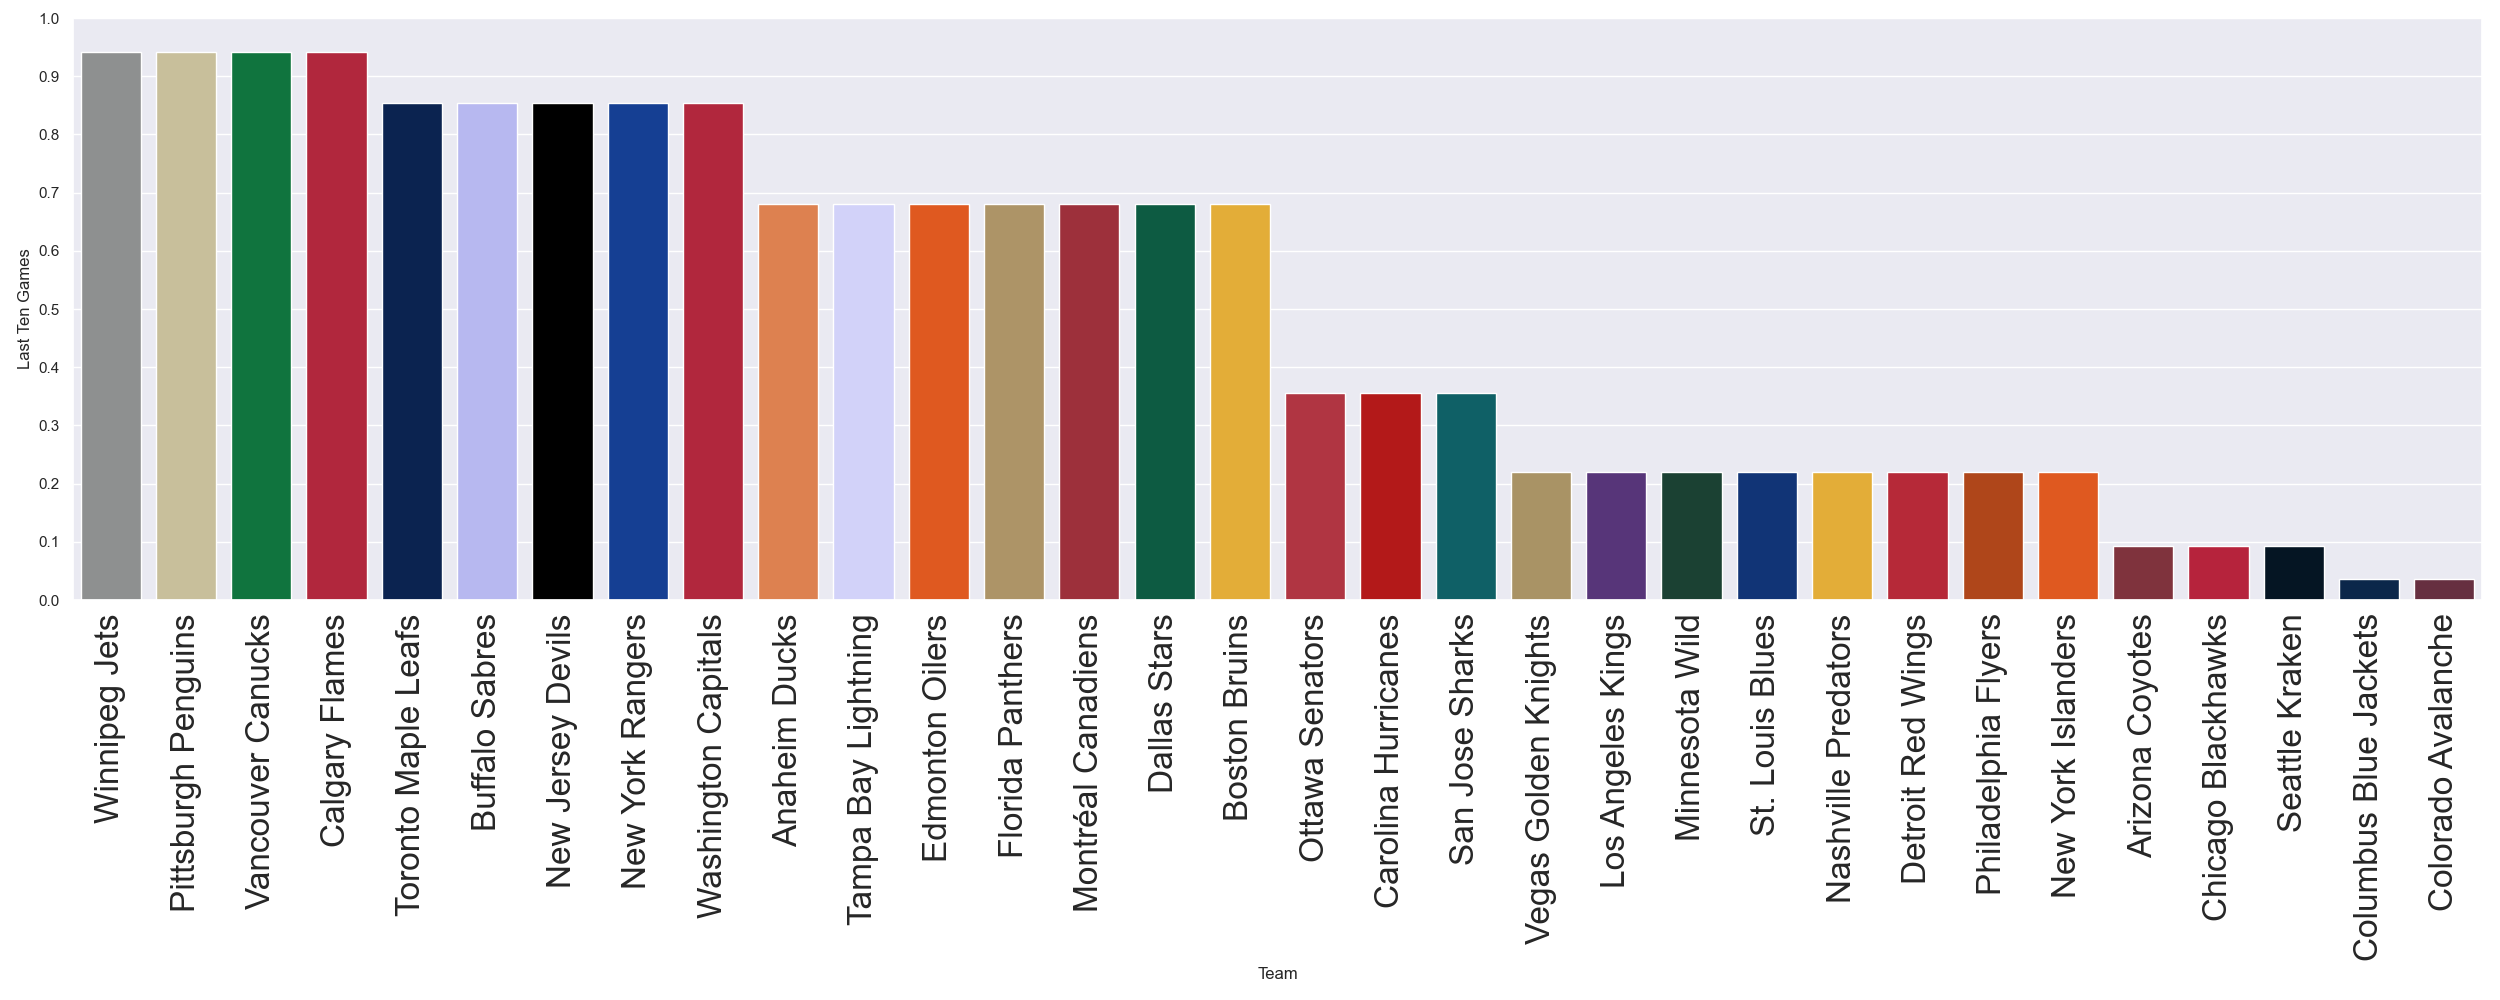 1.0
0.9
0.8
0.7
0.6
0.5
0.4
0.3
0.2
0.1
0.0
Last Ten Games
Winnipeg Jets
Pittsburgh Penguins
Vancouver Canucks
Calgary Flames
Toronto Maple Leafs
Buffalo Sabres
New Jersey Devils
New York Rangers
Washington Capitals
Anaheim Ducks
Tampa Bay Lightning
Edmonton Oilers
Florida Panthers
Montréal Canadiens
Dallas Stars
Boston Bruins
Ottawa Senators
Carolina Hurricanes
San Jose Sharks
Vegas Golden Knights
Los Angeles Kings
Minnesota Wild
St. Louis Blues
Nashville Predators
Detroit Red Wings
Philadelphia Flyers
New York Islanders
Arizona Coyotes
Chicago Blackhawks
Seattle Kraken
Columbus Blue Jackets
Colorado Avalanche
Team